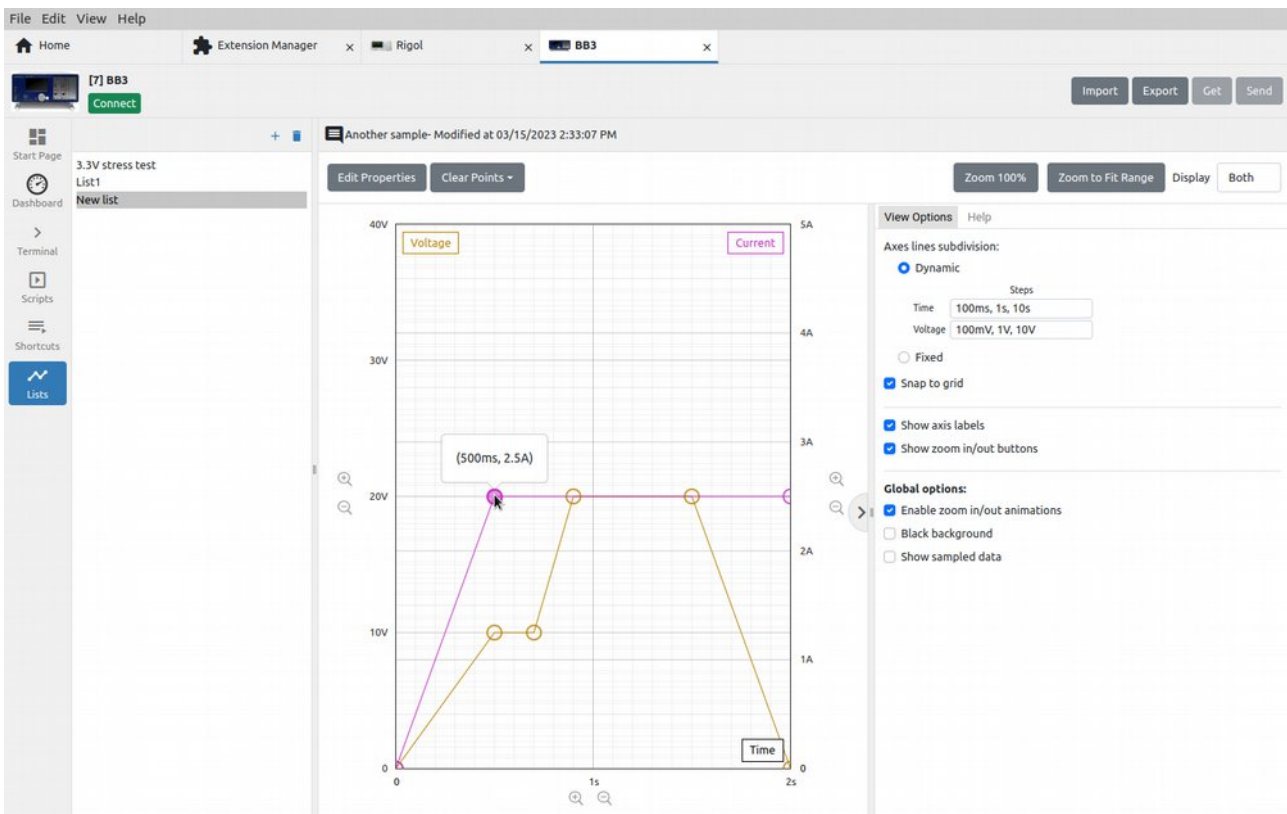 File Edit View Help
Home
Extension Manager x
Rigol x
BB3 x
[7] BB3
Connect
Import Export Get Send
Start Page
Dashboard
Terminal
Scripts
Shortcuts
Lists
+
3.3V stress test
List1
New list
Another sample- Modified at 03/15/2023 2:33:07 PM
Edit Properties Clear Points
Zoom 100% Zoom to Fit Range Display Both
40V
30V
20V
10V
0
Voltage
Current
(500ms, 2.5A)
Time
5A
4A
3A
2A
1A
0
0 1s 2s
View Options Help
Axes lines subdivision:
Dynamic
Steps
Time 100ms, 1s, 10s
Voltage 100mV, 1V, 10V
Fixed
Snap to grid
Show axis labels
Show zoom in/out buttons
Global options:
Enable zoom in/out animations
Black background
Show sampled data